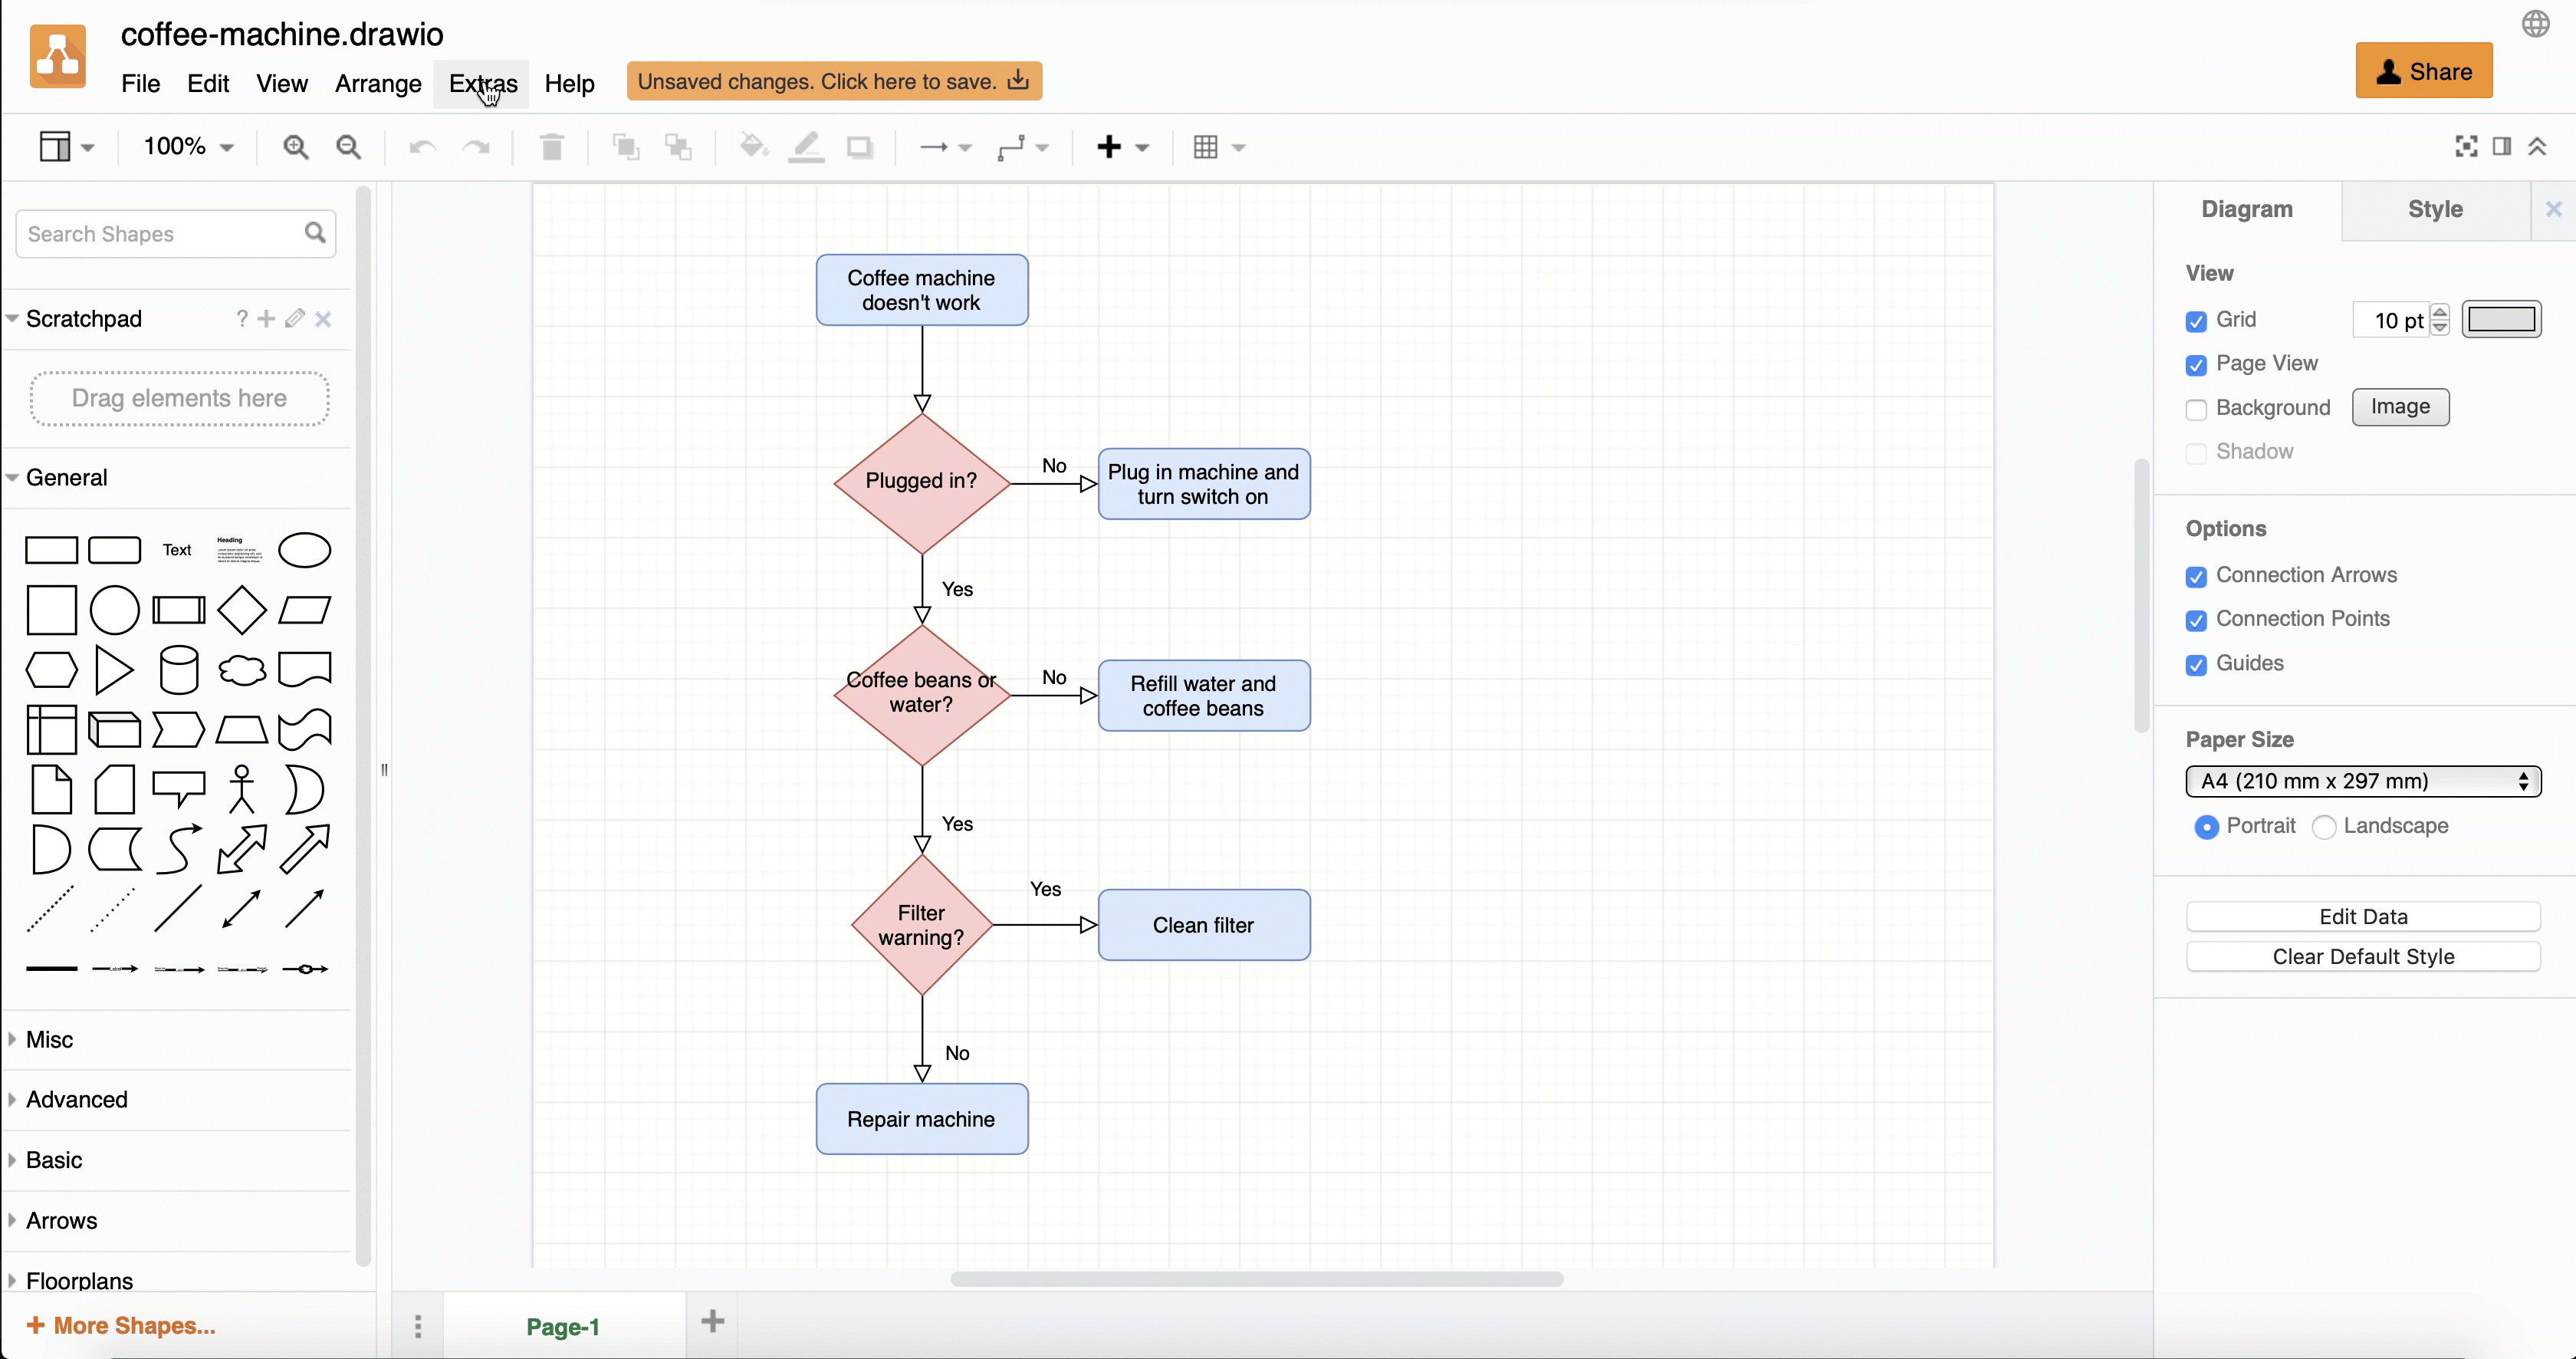 coffee-machine.drawio
File Edit View Arrange Extras Help Unsaved changes. Click here to save.
Share
100%
Search Shapes
Scratchpad ?
Drag elements here
General
Text
Heading
Misc
Advanced
Basic
Arrows
Floorplans
+ More Shapes...
Coffee machine
doesn't work
Plugged in?
No
Plug in machine and
turn switch on
Yes
Coffee beans or
water?
No
Refill water and
coffee beans
Yes
Filter
warning?
Yes
Clean filter
No
Repair machine
Page-1
Diagram Style
View
Grid 10 pt
Page View
Background Image
Shadow
Options
Connection Arrows
Connection Points
Guides
Paper Size
A4 (210 mm x 297 mm)
Portrait Landscape
Edit Data
Clear Default Style